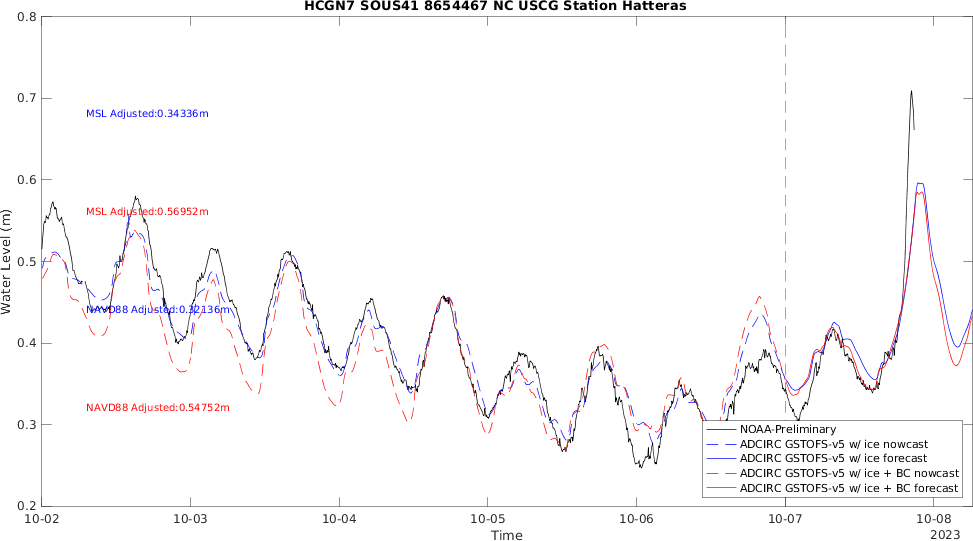 HCGN7 SOUS41 8654467 NC USCG Station Hatteras
0.8
0.7
0.6
0.5
0.4
0.3
0.2
Water Level (m)
MSL Adjusted:0.34336m
MSL Adjusted:0.56952m
NAVD88 Adjusted:0.32136m
NAVD88 Adjusted:0.54752m
NOAA-Preliminary
ADCIRC GSTOFS-v5 w/ ice nowcast
ADCIRC GSTOFS-v5 w/ ice forecast
ADCIRC GSTOFS-v5 w/ ice + BC nowcast
ADCIRC GSTOFS-v5 w/ ice + BC forecast
10-02 10-03 10-04 10-05 10-06 10-07 10-08
Time
2023